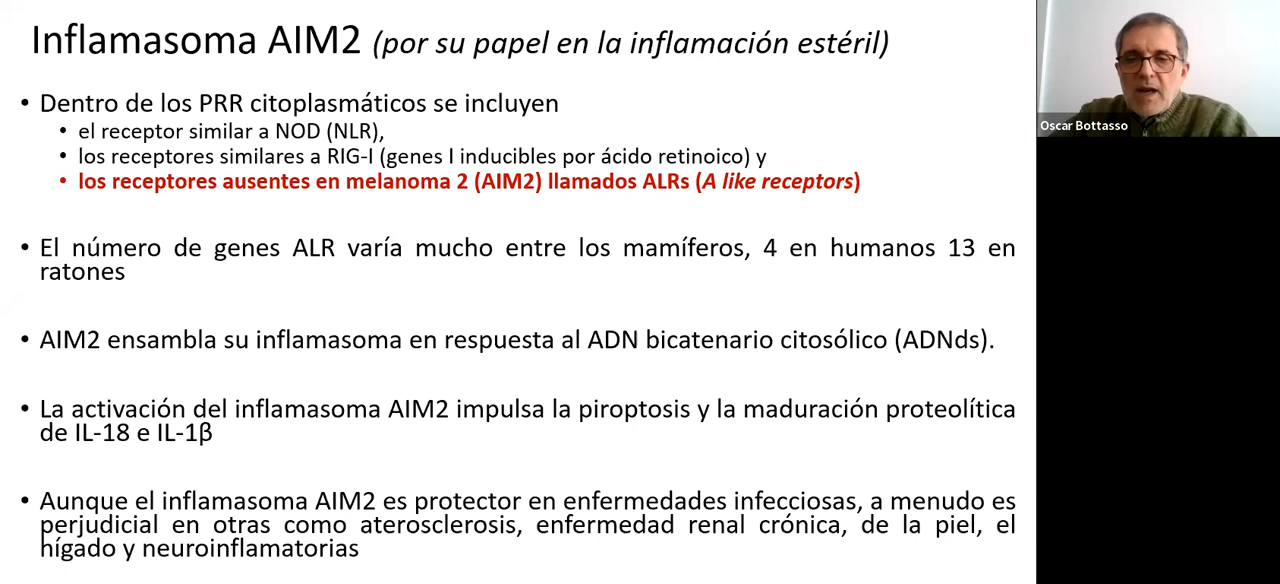 Inflamasoma AIM2 (por su papel en la inflamación estéril)
• Dentro de los PRR citoplasmáticos se incluyen
• el receptor similar a NOD (NLR),
• los receptores similares a RIG-I (genes I inducibles por ácido retinoico) y
• los receptores ausentes en melanoma 2 (AIM2) llamados ALRs (A like receptors)
• El número de genes ALR varía mucho entre los mamíferos, 4 en humanos 13 en
ratones
• AIM2 ensambla su inflamasoma en respuesta al ADN bicatenario citosólico (ADNds).
• La activación del inflamasoma AIM2 impulsa la piroptosis y la maduración proteolítica
de IL-18 e IL-1β
• Aunque el inflamasoma AIM2 es protector en enfermedades infecciosas, a menudo es
perjudicial en otras como aterosclerosis, enfermedad renal crónica, de la piel, el
hígado y neuroinflamatorias
Oscar Bottasso